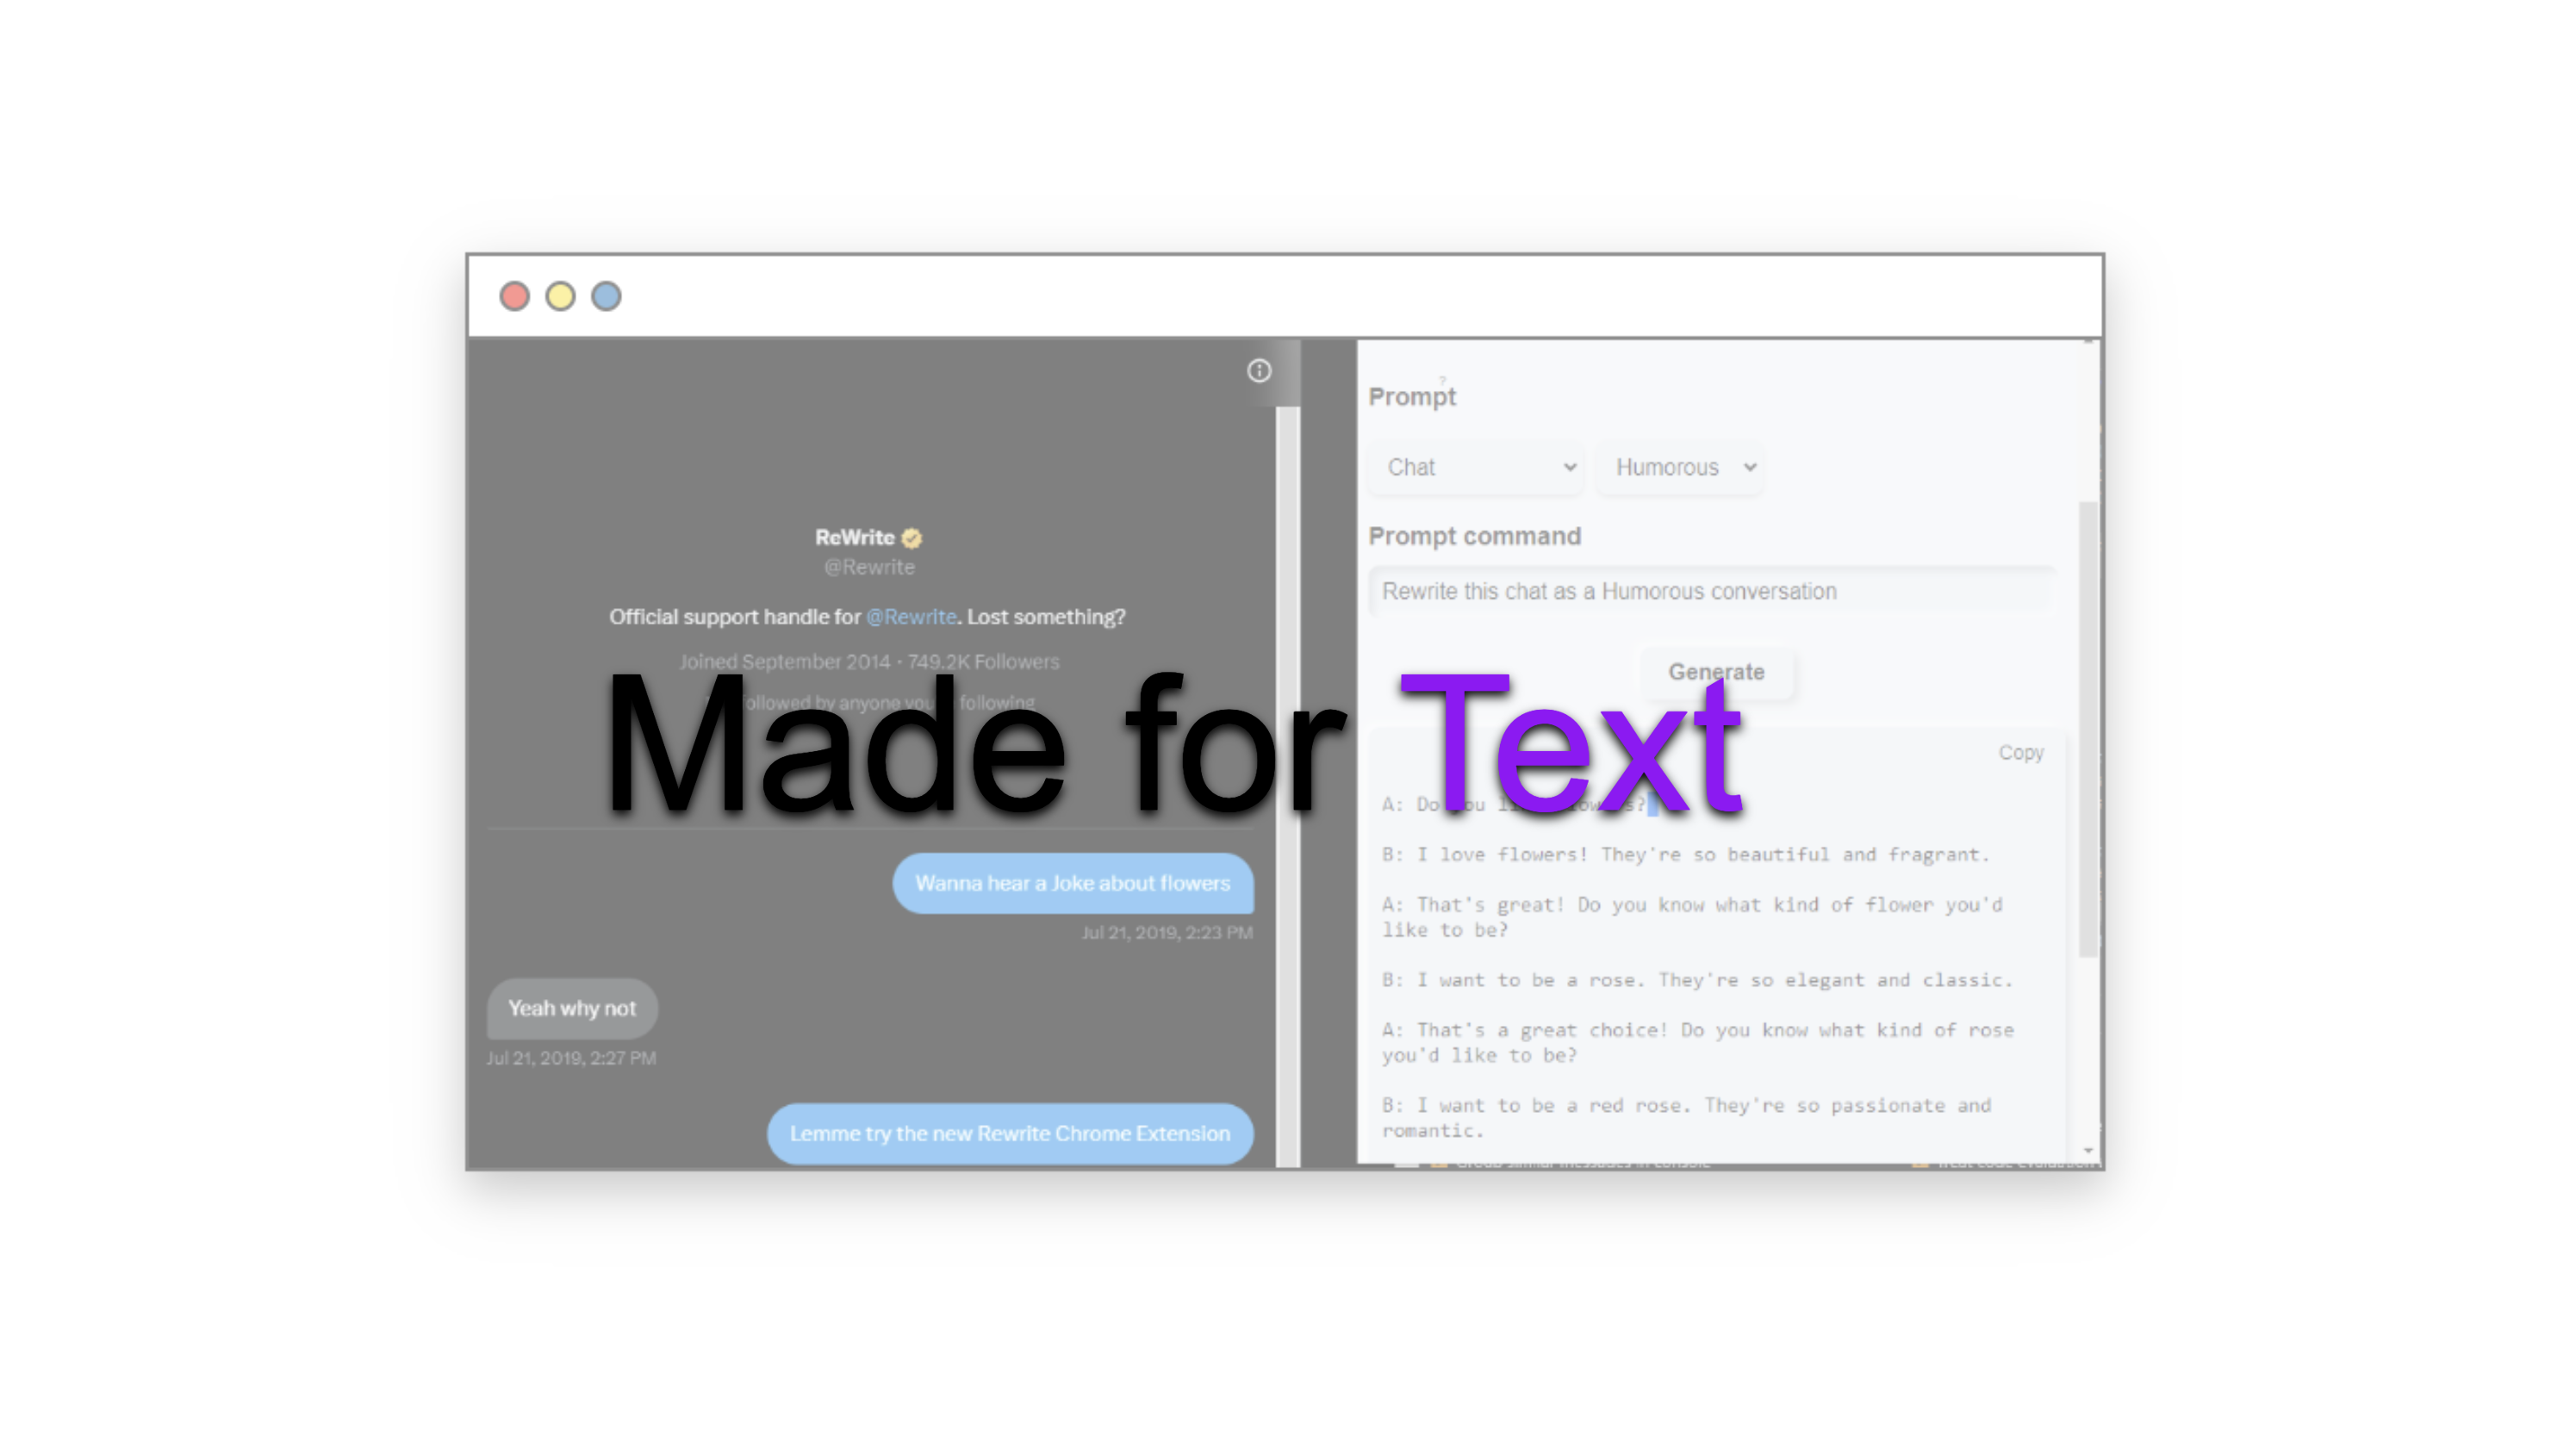 ReWrite
@Rewrite
Official support handle for @Rewrite. Lost something?
Joined September 2014 · 749.2K Followers
followed by anyone you following
Made for Text
Wanna hear a Joke about flowers
Jul 21, 2019, 2:23 PM
Yeah why not
Jul 21, 2019, 2:27 PM
Lemme try the new Rewrite Chrome Extension
Prompt
?
Chat
Humorous
Prompt command
Rewrite this chat as a Humorous conversation
Generate
Copy
A: Do you
B: I love flowers! They're so beautiful and fragrant.
A: That's great! Do you know what kind of flower you'd
like to be?
B: I want to be a rose. They're so elegant and classic.
A: That's a great choice! Do you know what kind of rose
you'd like to be?
B: I want to be a red rose. They're so passionate and
romantic.